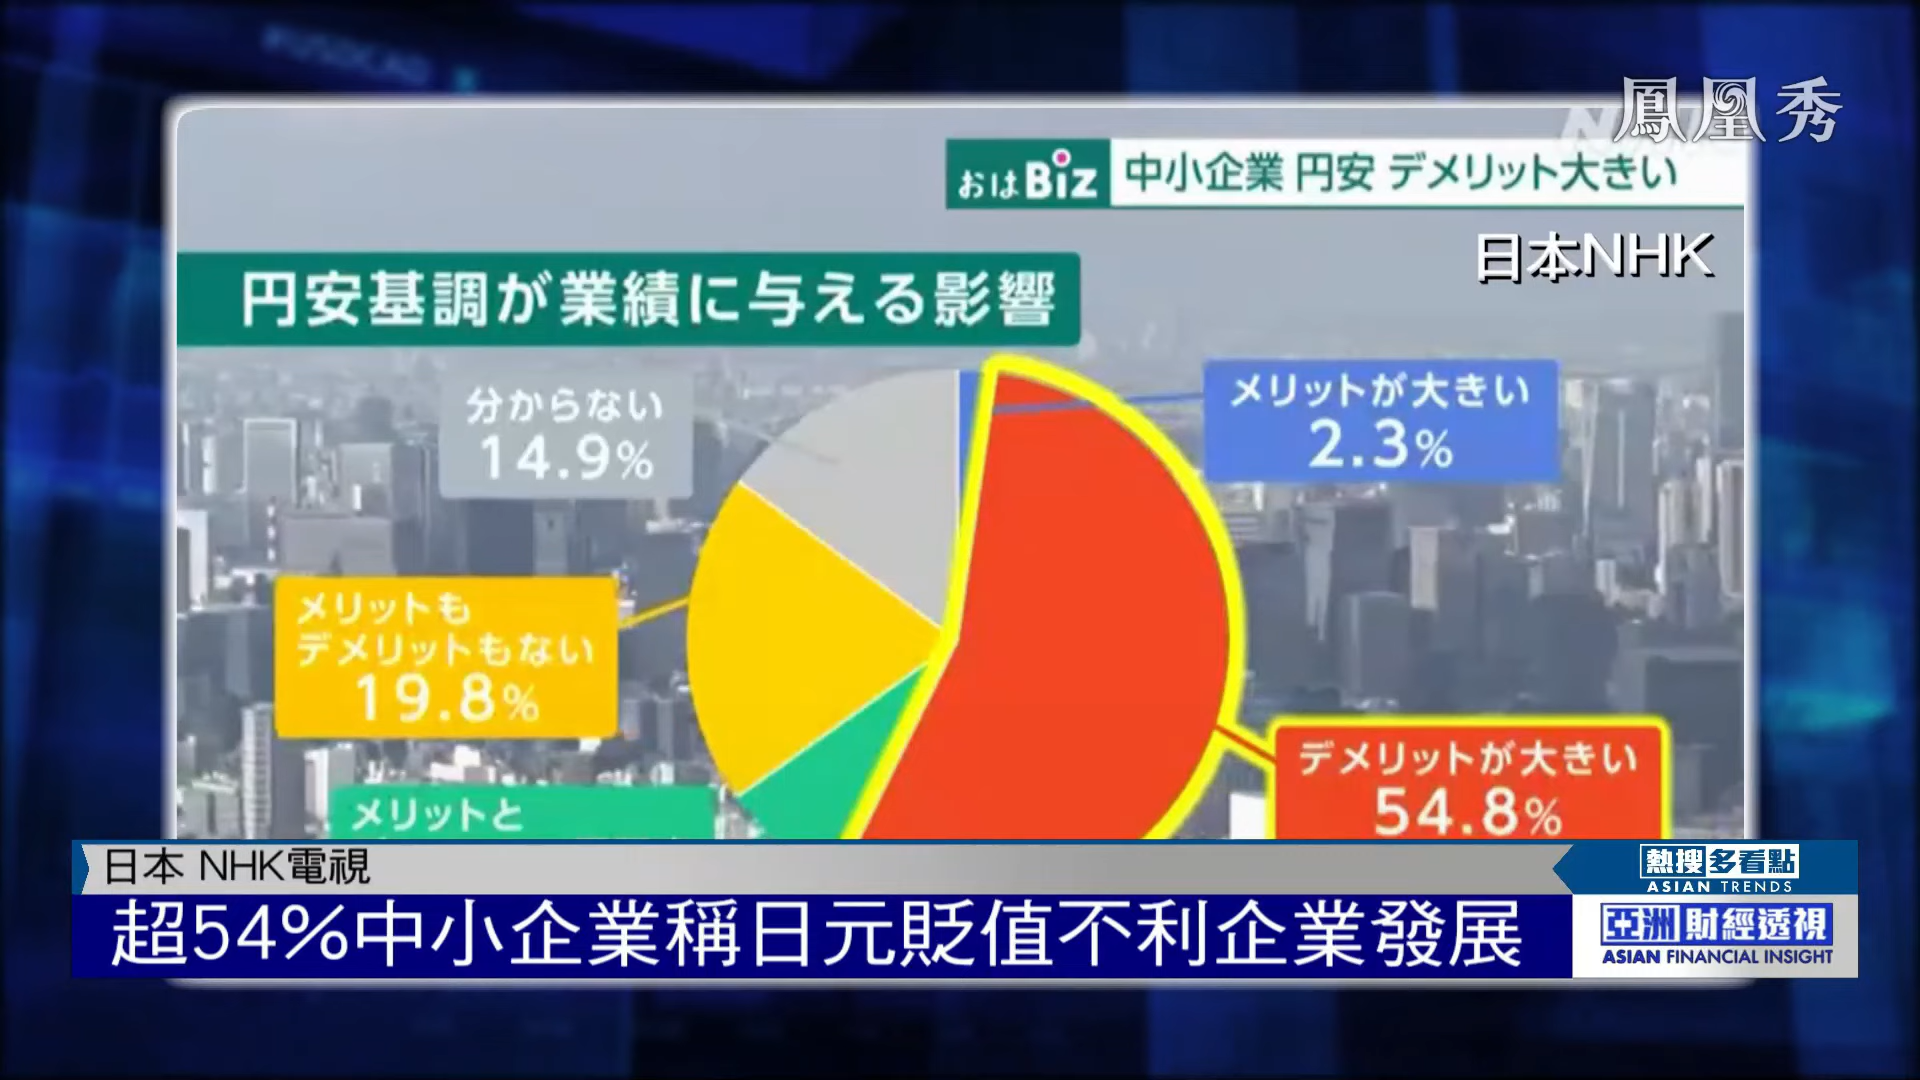 鳳凰秀
おはBiz 中小企業 円安 デメリット大きい
日本NHK
円安基調が業績に与える影響
分からない
14.9%
メリットが大きい
2.3%
メリットも
デメリットもない
19.8%
デメリットが大きい
54.8%
メリットと
日本 NHK電視
熱搜多看點
ASIAN TRENDS
超54%中小企業稱日元貶值不利企業發展
亞洲財經透視
ASIAN FINANCIAL INSIGHT